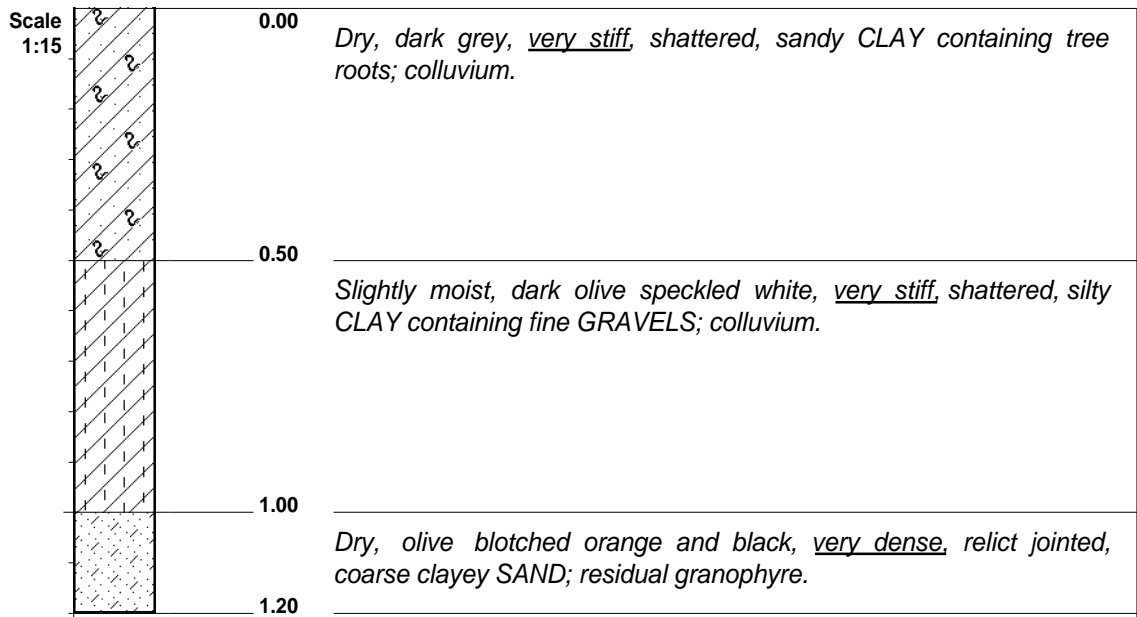 Scale
1:15
0.00
Dry, dark grey, very stiff, shattered, sandy CLAY containing tree
roots; colluvium.
0.50
Slightly moist, dark olive speckled white, very stiff, shattered, silty
CLAY containing fine GRAVELS; colluvium.
1.00
Dry, olive blotched orange and black, very dense, relict jointed,
coarse clayey SAND; residual granophyre.
1.20